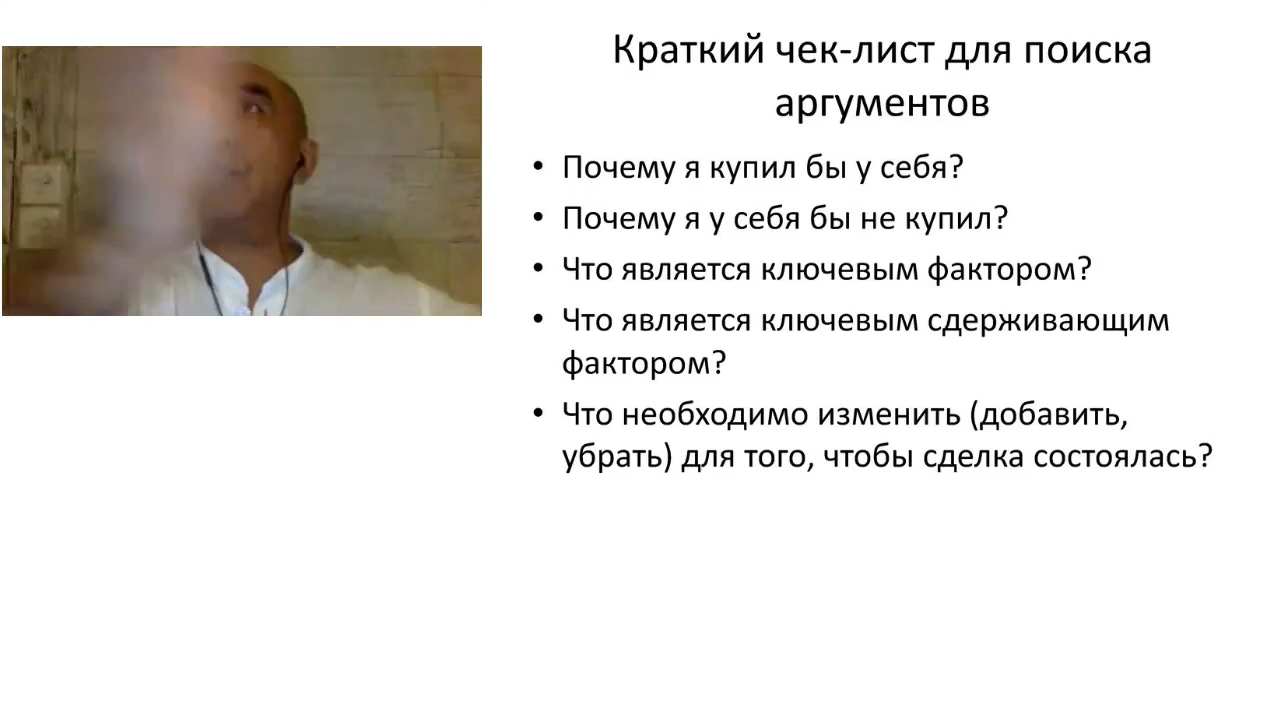 Краткий чек-лист для поиска
аргументов
• Почему я купил бы у себя?
• Почему я у себя бы не купил?
• Что является ключевым фактором?
• Что является ключевым сдерживающим
фактором?
• Что необходимо изменить (добавить,
убрать) для того, чтобы сделка состоялась?